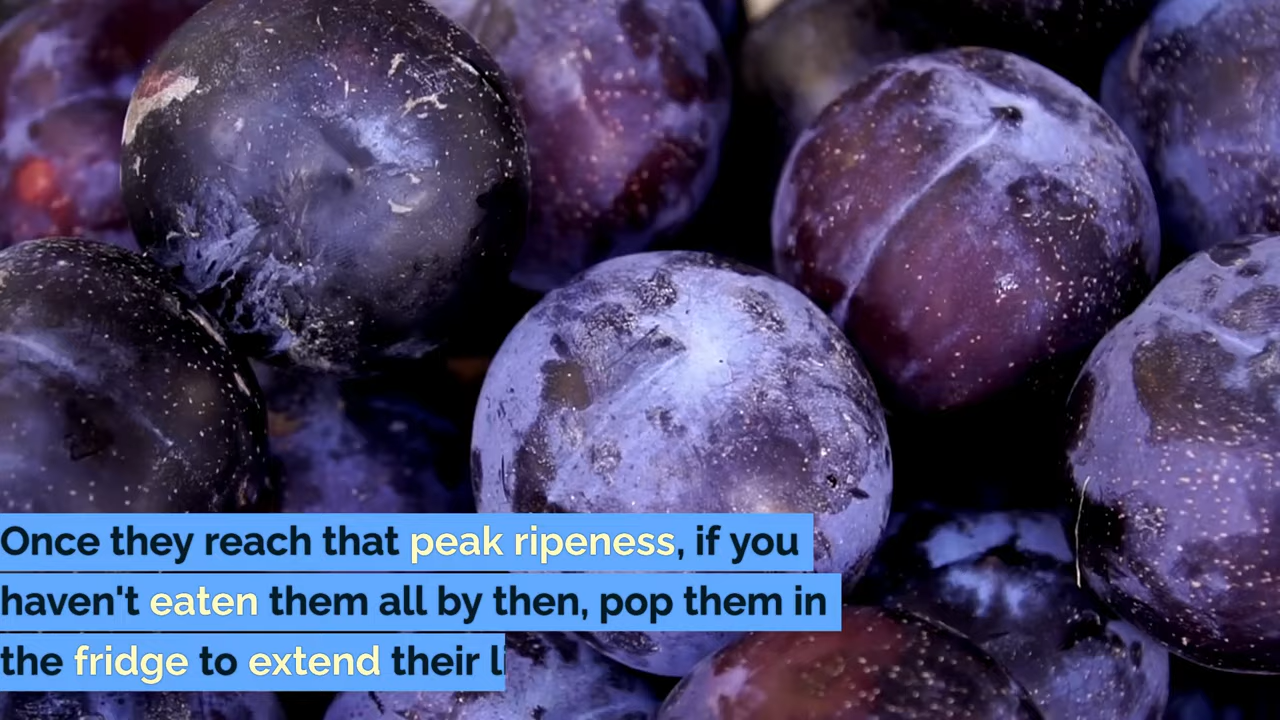 Once they reach that peak ripeness, if you
haven't eaten them all by then, pop them in
the fridge to extend their